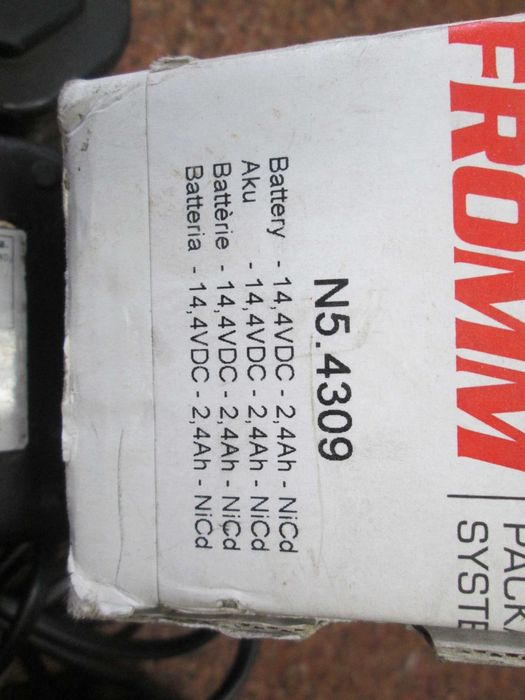 FROMM
PACK
SYSTE
N5.4309
Battery - 14,4VDC - 2,4Ah - NiCd
Aku - 14,4VDC - 2,4Ah - NiCd
Battèrie - 14,4VDC - 2,4Ah - NiCd
Batteria - 14,4VDC - 2,4Ah - NiCd